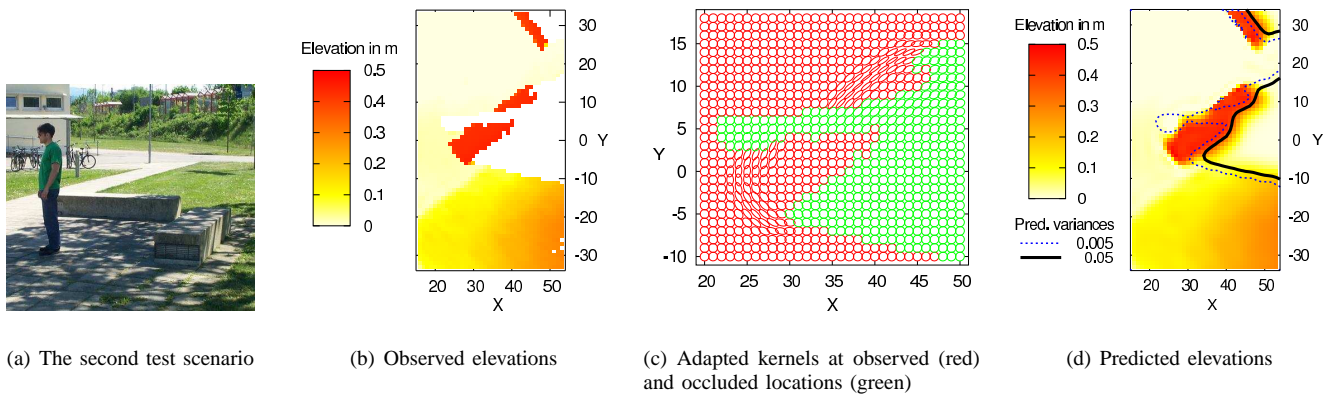 Elevation in m
0.5
0.4
0.3
0.2
0.1
0
30
20
10
0
-10
-20
-30
Y
20 30 40 50
X
15
10
5
0
-5
-10
Y
20 25 30 35 40 45 50
X
Elevation in m
0.5
0.4
0.3
0.2
0.1
0
Pred. variances
0.005
0.05
30
20
10
0
-10
-20
-30
Y
20 30 40 50
X
(a) The second test scenario
(b) Observed elevations
(c) Adapted kernels at observed (red)
and occluded locations (green)
(d) Predicted elevations